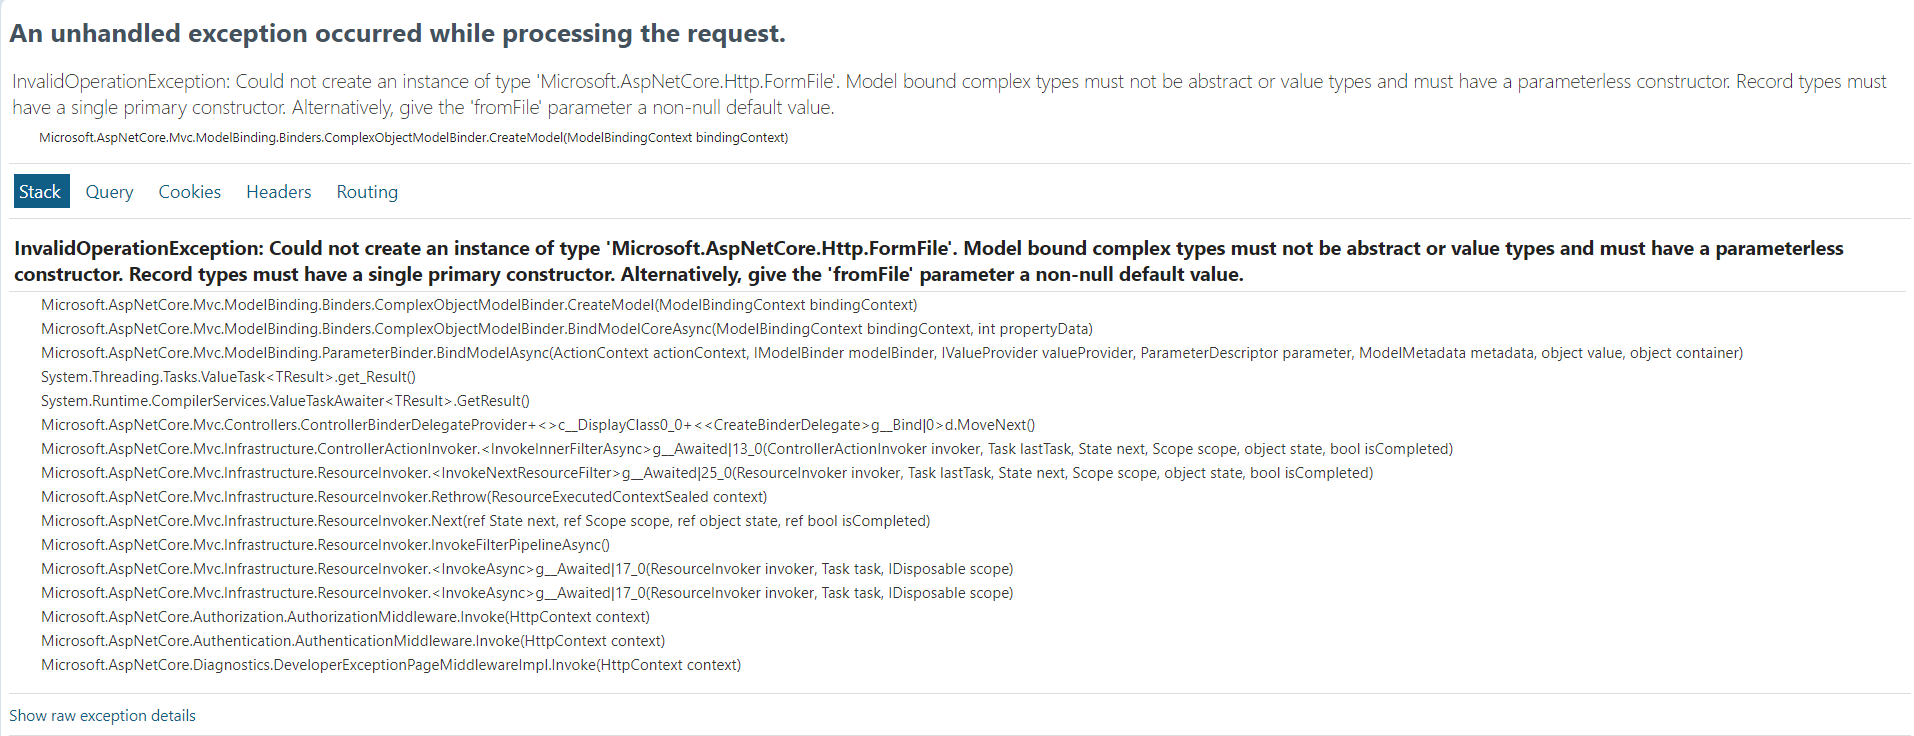 An unhandled exception occurred while processing the request.
InvalidOperationException: Could not create an instance of type 'Microsoft.AspNetCore.Http.FormFile'. Model bound complex types must not be abstract or value types and must have a parameterless constructor. Record types must
have a single primary constructor. Alternatively, give the 'fromFile' parameter a non-null default value.
Microsoft.AspNetCore.Mvc.ModelBinding.Binders.ComplexObjectModelBinder.CreateModel(ModelBindingContext bindingContext)
Stack Query Cookies Headers Routing
InvalidOperationException: Could not create an instance of type 'Microsoft.AspNetCore.Http.FormFile'. Model bound complex types must not be abstract or value types and must have a parameterless
constructor. Record types must have a single primary constructor. Alternatively, give the 'fromFile' parameter a non-null default value.
Microsoft.AspNetCore.Mvc.ModelBinding.Binders.ComplexObjectModelBinder.CreateModel(ModelBindingContext bindingContext)
Microsoft.AspNetCore.Mvc.ModelBinding.Binders.ComplexObjectModelBinder.BindModelCoreAsync(ModelBindingContext bindingContext, int propertyData)
Microsoft.AspNetCore.Mvc.ModelBinding.ParameterBinder.BindModelAsync(ActionContext actionContext, IModelBinder modelBinder, IValueProvider valueProvider, ParameterDescriptor parameter, ModelMetadata metadata, object value, object container)
System.Threading.Tasks.ValueTask<TResult>.get_Result()
System.Runtime.CompilerServices.ValueTaskAwaiter<TResult>.GetResult()
Microsoft.AspNetCore.Mvc.Controllers.ControllerBinderDelegateProvider+<>c__DisplayClass0_0+<<CreateBinderDelegate>g__Bind|0>d.MoveNext()
Microsoft.AspNetCore.Mvc.Infrastructure.ControllerActionInvoker.<InvokeInnerFilterAsync>g__Awaited|13_0(ControllerActionInvoker invoker, Task lastTask, State next, Scope scope, object state, bool isCompleted)
Microsoft.AspNetCore.Mvc.Infrastructure.ResourceInvoker.<InvokeNextResourceFilter>g__Awaited|25_0(ResourceInvoker invoker, Task lastTask, State next, Scope scope, object state, bool isCompleted)
Microsoft.AspNetCore.Mvc.Infrastructure.ResourceInvoker.Rethrow(ResourceExecutedContextSealed context)
Microsoft.AspNetCore.Mvc.Infrastructure.ResourceInvoker.Next(ref State next, ref Scope scope, ref object state, ref bool isCompleted)
Microsoft.AspNetCore.Mvc.Infrastructure.ResourceInvoker.InvokeFilterPipelineAsync()
Microsoft.AspNetCore.Mvc.Infrastructure.ResourceInvoker.<InvokeAsync>g__Awaited|17_0(ResourceInvoker invoker, Task task, IDisposable scope)
Microsoft.AspNetCore.Mvc.Infrastructure.ResourceInvoker.<InvokeAsync>g__Awaited|17_0(ResourceInvoker invoker, Task task, IDisposable scope)
Microsoft.AspNetCore.Authorization.AuthorizationMiddleware.Invoke(HttpContext context)
Microsoft.AspNetCore.Authentication.AuthenticationMiddleware.Invoke(HttpContext context)
Microsoft.AspNetCore.Diagnostics.DeveloperExceptionPageMiddlewareImpl.Invoke(HttpContext context)
Show raw exception details